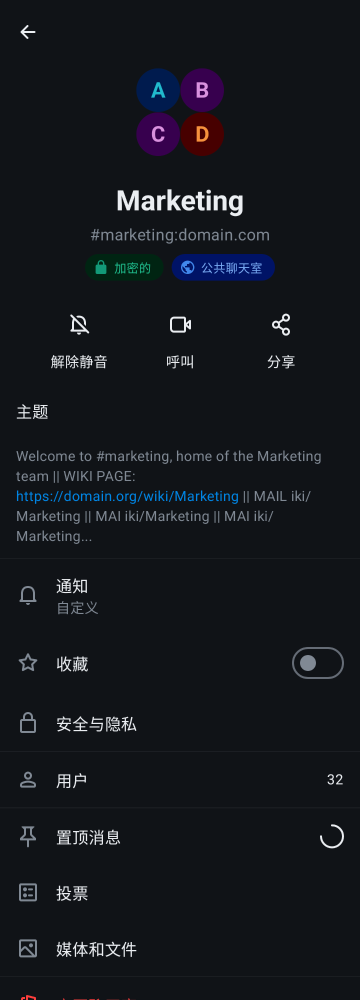 A B
C D
Marketing
#marketing:domain.com
加密的 公共聊天室
解除静音 呼叫 分享
主题
Welcome to #marketing, home of the Marketing
team || WIKI PAGE:
https://domain.org/wiki/Marketing || MAIL iki/
Marketing || MAI iki/Marketing || MAI iki/
Marketing...
通知
自定义
收藏
安全与隐私
用户 32
置顶消息
投票
媒体和文件